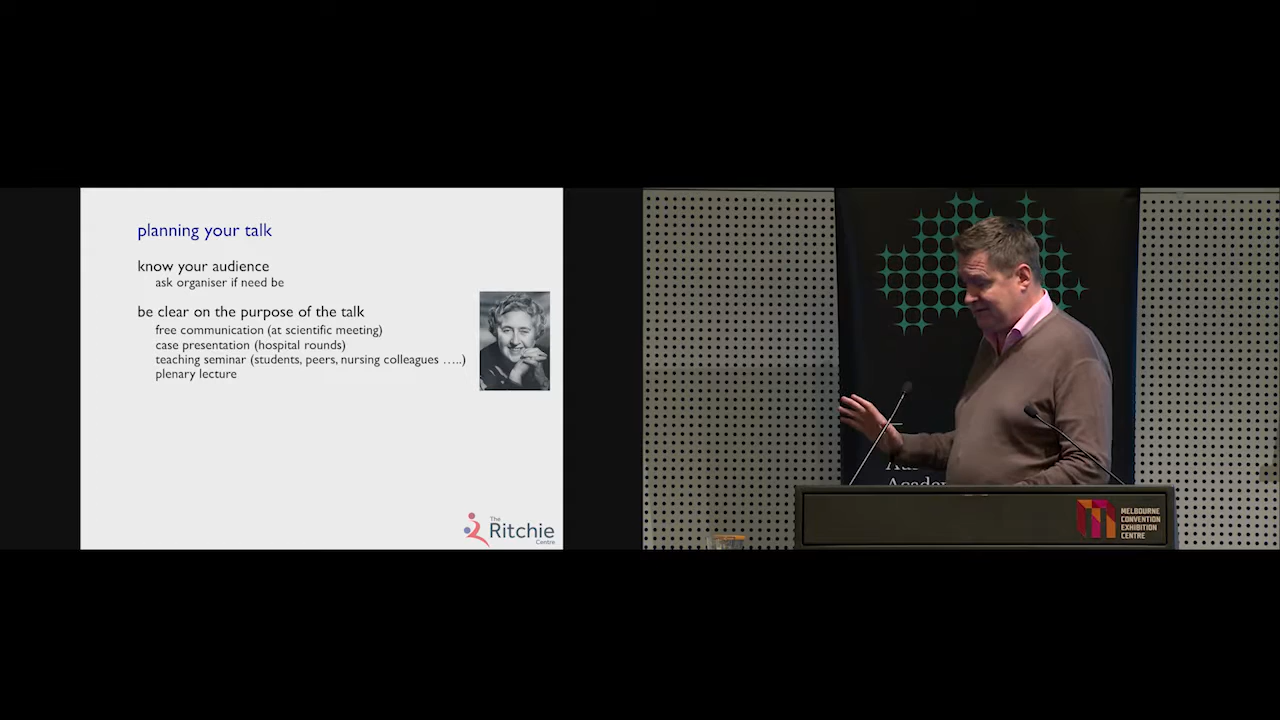 planning your talk
know your audience
ask organiser if need be
be clear on the purpose of the talk
free communication (at scientific meeting)
case presentation (hospital rounds)
teaching seminar (students, peers, nursing colleagues …..)
plenary lecture
The
Ritchie
Centre
MELBOURNE
CONVENTION
EXHIBITION
CENTRE